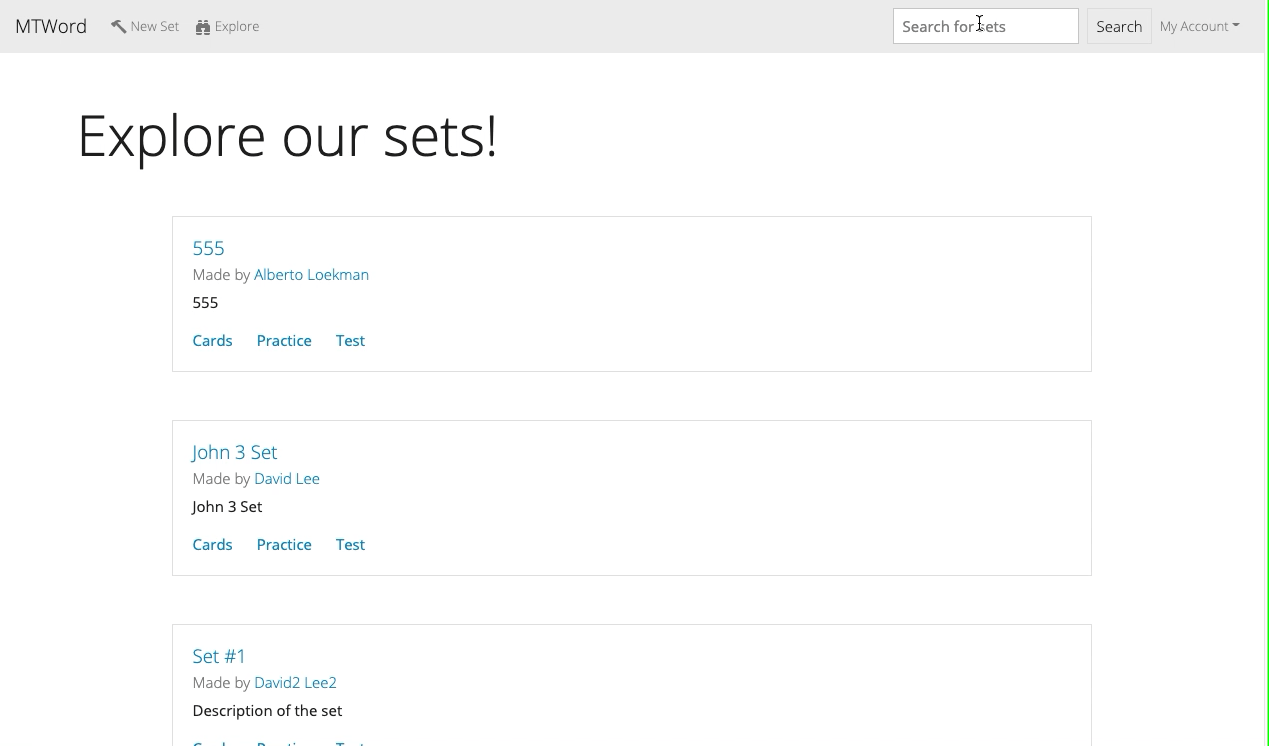 MTWord New Set Explore Search for sets Search My Account
Explore our sets!
555
Made by Alberto Loekman
555
Cards Practice Test
John 3 Set
Made by David Lee
John 3 Set
Cards Practice Test
Set #1
Made by David2 Lee2
Description of the set